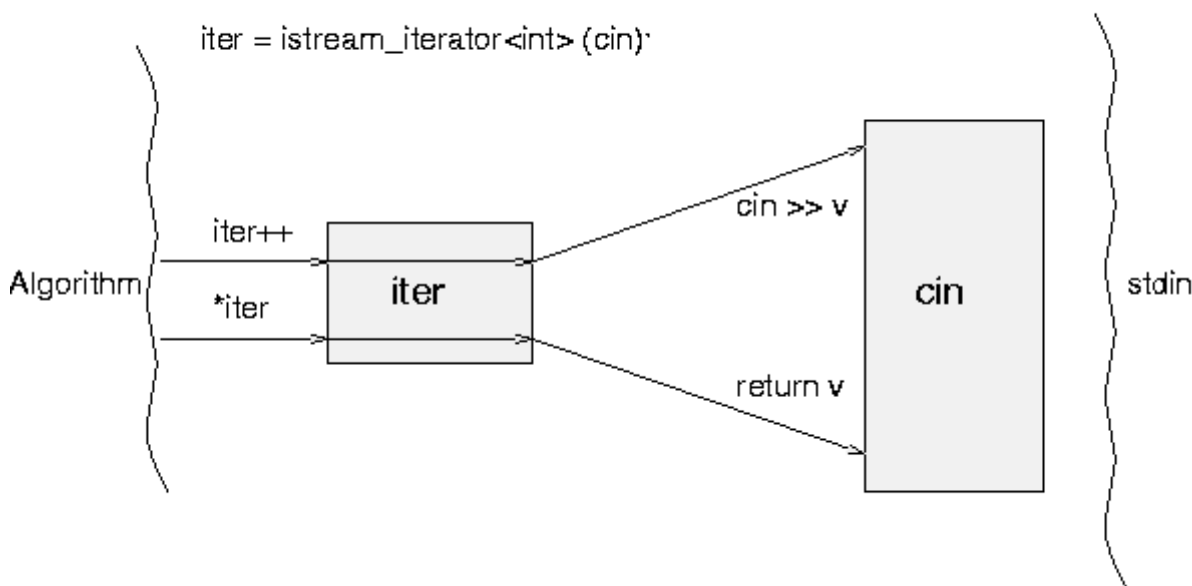 iter = istream_iterator<int> (cin)
iter++
cin >> v
Algorithm
*iter
iter
cin
stdin
return v